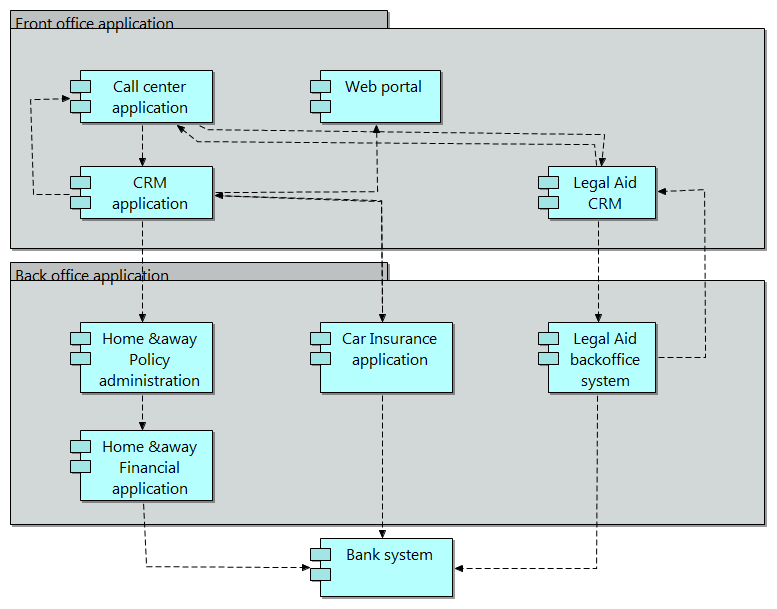 Front office application
Call center
application
Web portal
CRM
application
Legal Aid
CRM
Back office application
Home &away
Policy
administration
Car Insurance
application
Legal Aid
backoffice
system
Home &away
Financial
application
Bank system